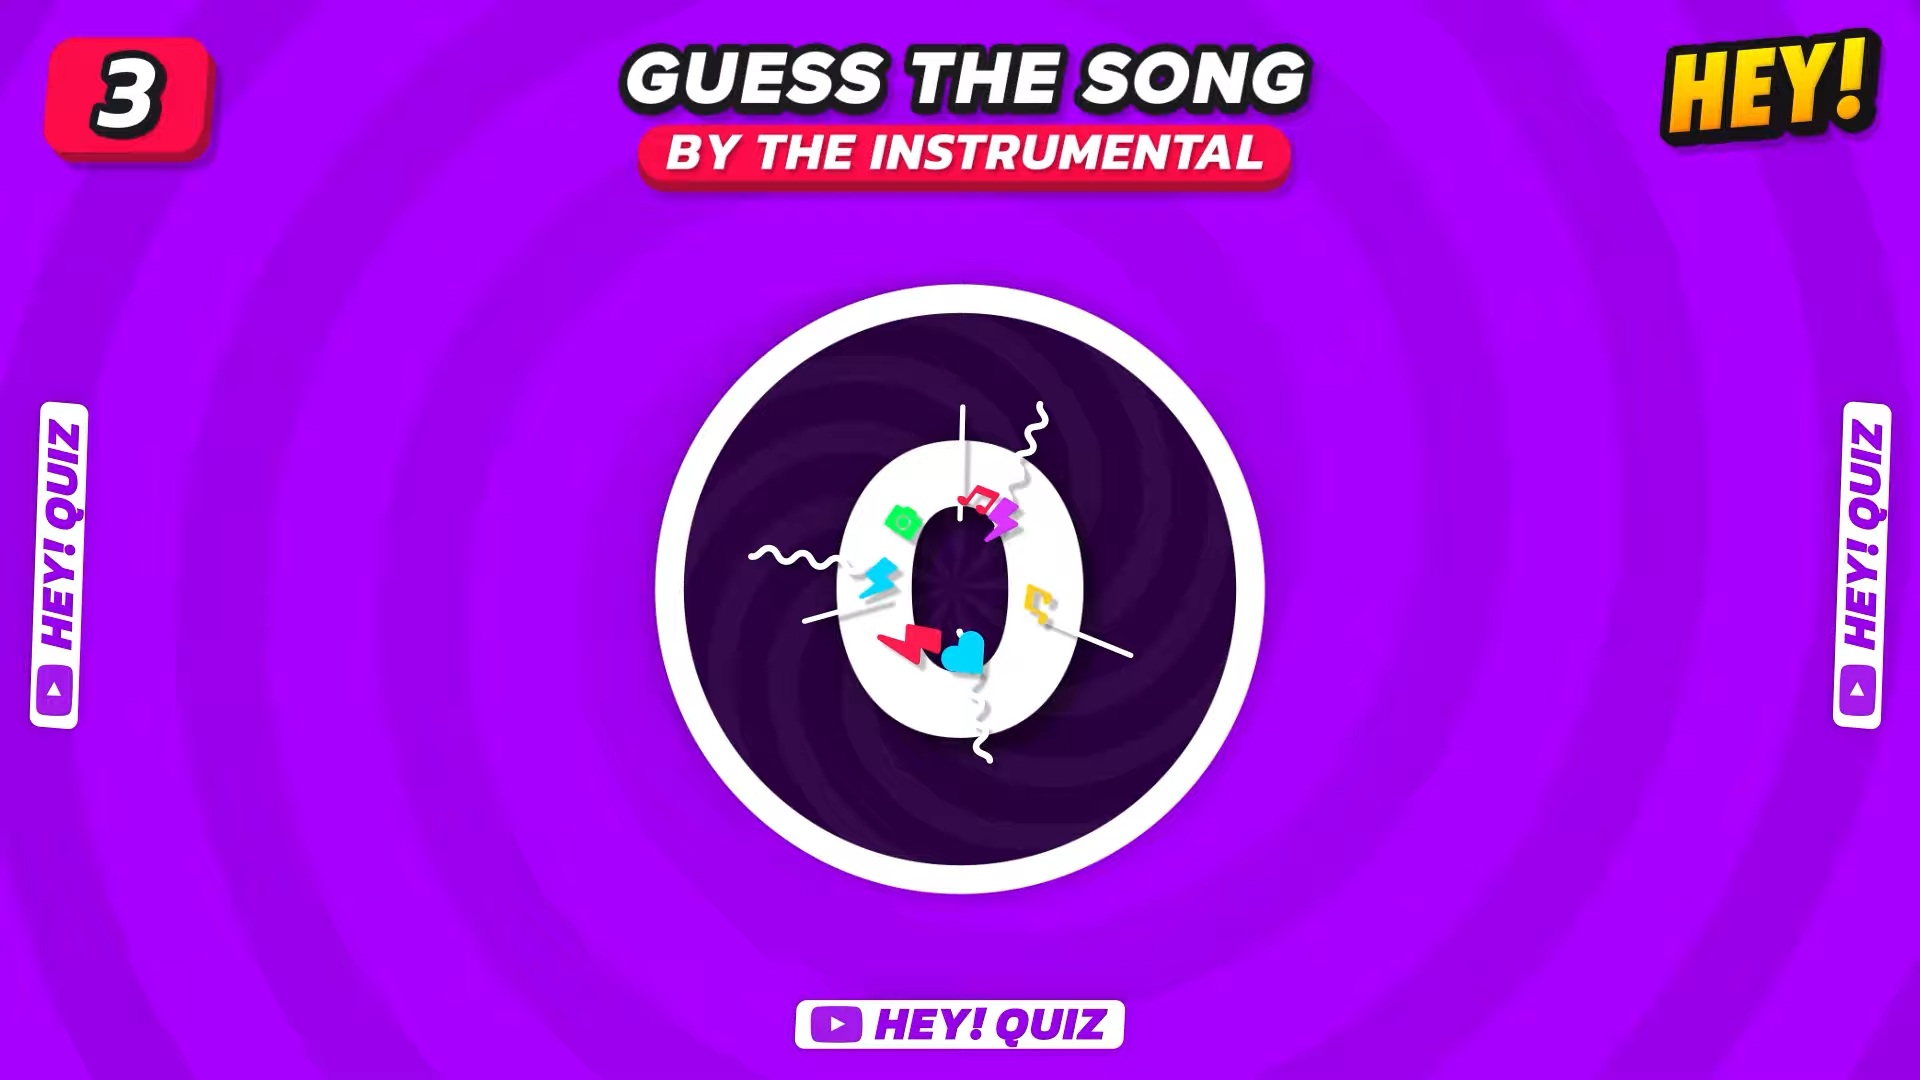 3
GUESS THE SONG
BY THE INSTRUMENTAL
HEY!
0
HEY! QUIZ
HEY! QUIZ
HEY! QUIZ